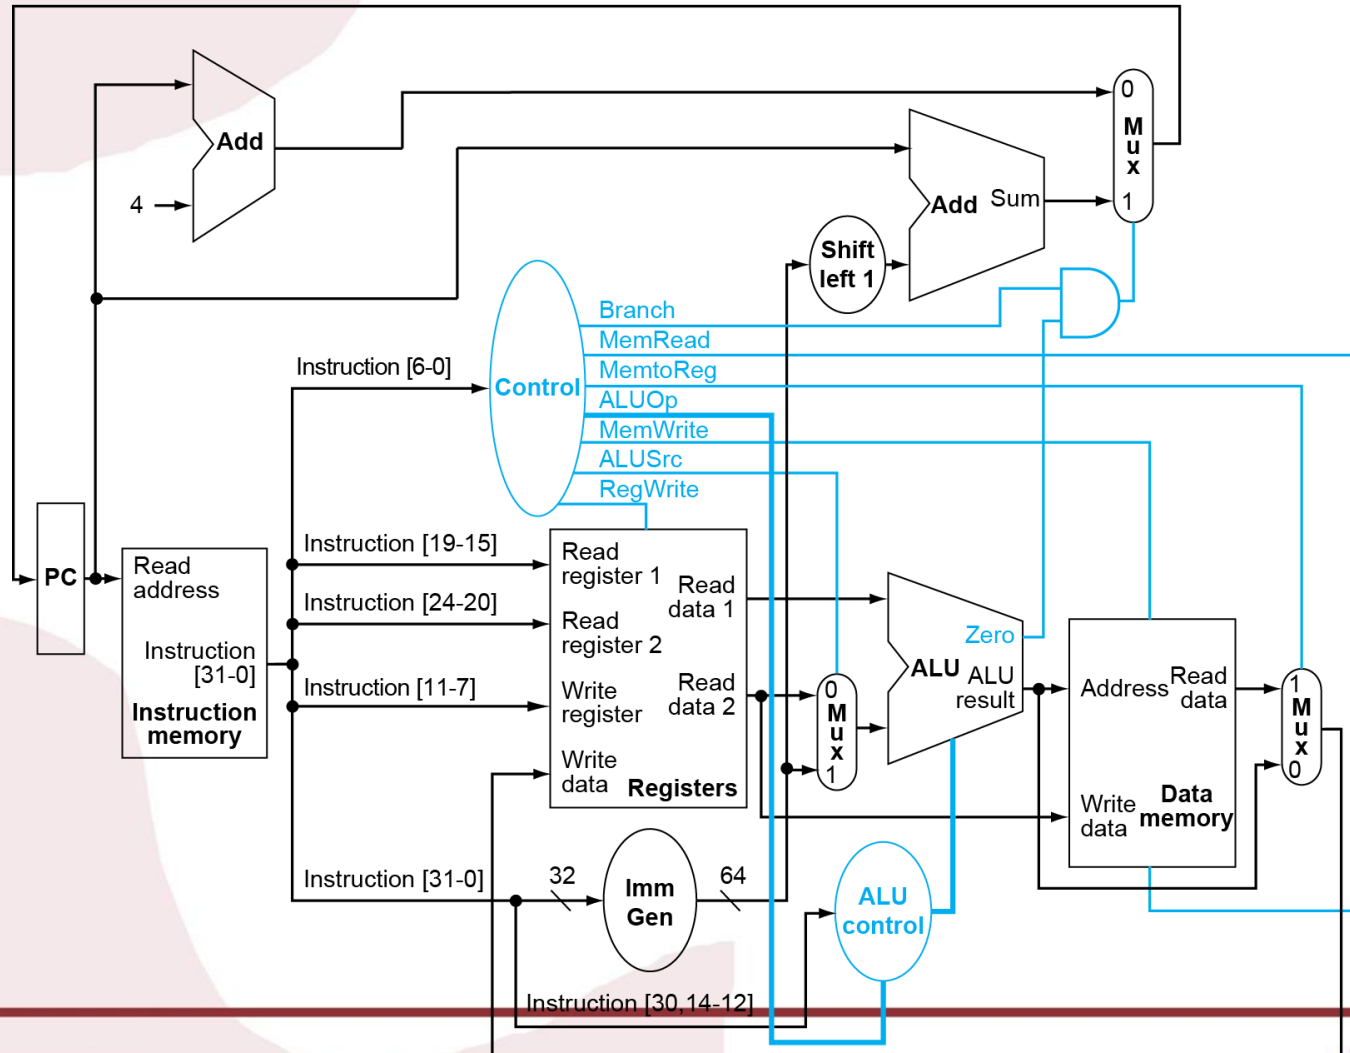 0
M
u
x
1
Add
4
Add Sum
Shift
left 1
Branch
MemRead
MemtoReg
ALUOp
MemWrite
ALUSrc
RegWrite
Control
Instruction [6-0]
PC
Read
address
Instruction
[31-0]
Instruction
memory
Instruction [19-15]
Instruction [24-20]
Instruction [11-7]
Instruction [31-0]
Read
register 1
Read
register 2
Write
register
Write
data
Read
data 1
Read
data 2
Registers
0
M
u
x
1
Zero
ALU
ALU
result
Address
Read
data
Write
data
Data
memory
1
M
u
x
0
32
Imm
Gen
64
ALU
control
Instruction [30,14-12]